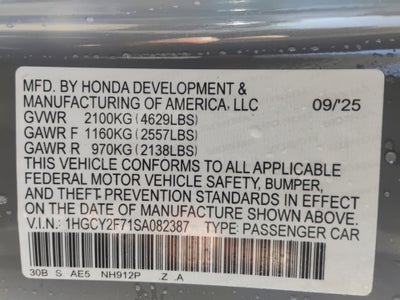 MFD. BY HONDA DEVELOPMENT &
MANUFACTURING OF AMERICA, LLC 09/'25
GVWR 2100KG (4629LBS)
GAWR F 1160KG (2557LBS)
GAWR R 970KG (2138LBS)
THIS VEHICLE CONFORMS TO ALL APPLICABLE
FEDERAL MOTOR VEHICLE SAFETY, BUMPER,
AND THEFT PREVENTION STANDARDS IN EFFECT
ON THE DATE OF MANUFACTURE SHOWN ABOVE.
V.I.N.: 1HGCY2F71SA082387 TYPE: PASSENGER CAR
30B S AE5 NH912P Z .A